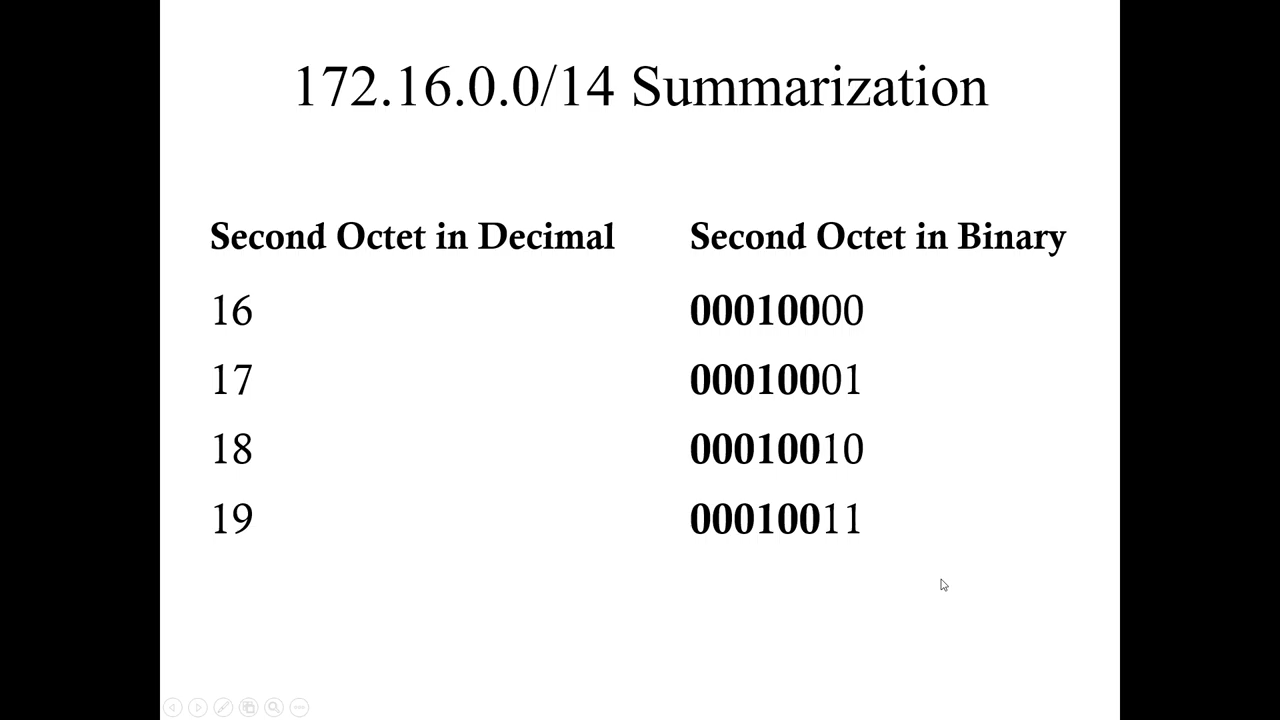 172.16.0.0/14 Summarization
Second Octet in Decimal Second Octet in Binary
16 00010000
17 00010001
18 00010010
19 00010011